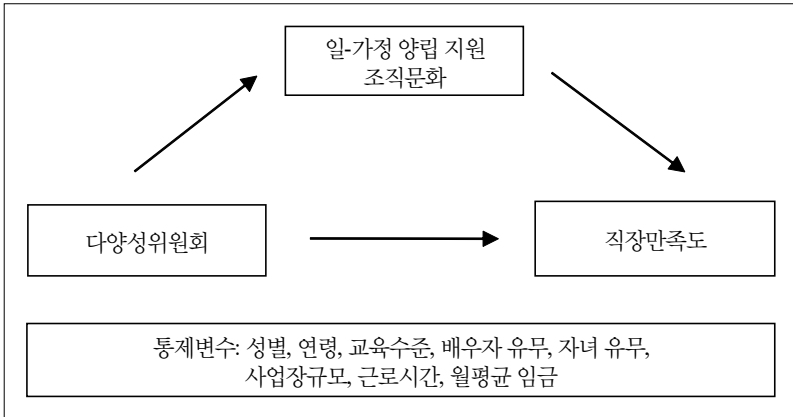 일-가정 양립 지원
조직문화
다양성위원회
직장만족도
통제변수: 성별, 연령, 교육수준, 배우자 유무, 자녀 유무,
사업장규모, 근로시간, 월평균 임금